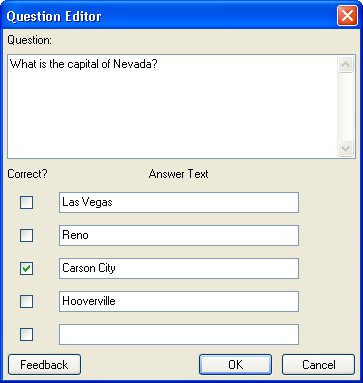 Question Editor
Question:
What is the capital of Nevada?
Correct? Answer Text
Las Vegas
Reno
Carson City
Hooverville
Feedback OK Cancel